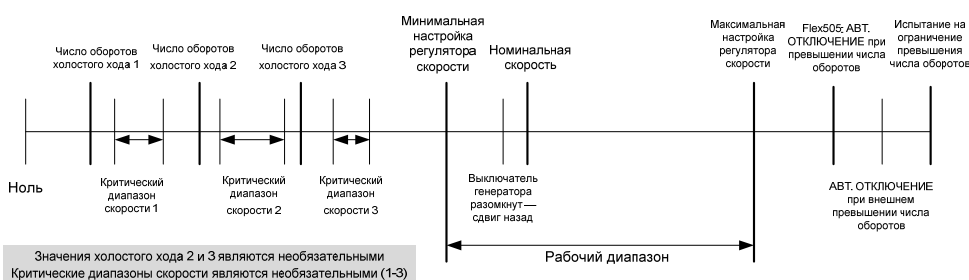 Число оборотов
холостого хода 1
Число оборотов
холостого хода 2
Число оборотов
холостого хода 3
Минимальная
настройка
регулятора
скорости
Номинальная
скорость
Максимальная
настройка
регулятора
скорости
Flex505: АВТ.
ОТКЛЮЧЕНИЕ при
превышении числа
оборотов
Испытание на
ограничение
превышения
числа оборотов
Ноль
Критический
диапазон
скорости 1
Критический
диапазон
скорости 2
Критический
диапазон
скорости 3
Выключатель
генератора
разомкнут—
сдвиг назад
АВТ. ОТКЛЮЧЕНИЕ
при внешнем
превышении числа
оборотов
Рабочий диапазон
Значения холостого хода 2 и 3 являются необязательными
Критические диапазоны скорости являются необязательными (1-3)